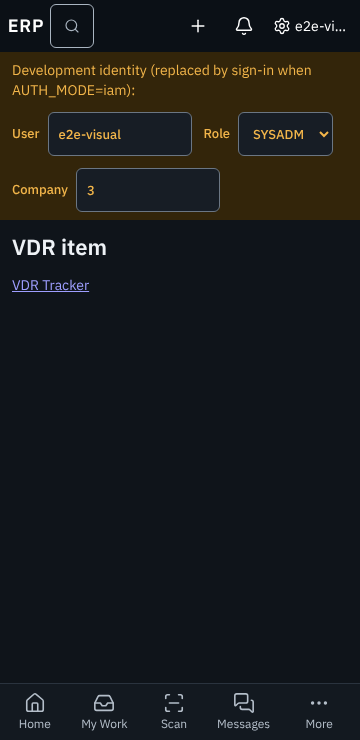 ERP e2e-vi...
Development identity (replaced by sign-in when
AUTH_MODE=iam):
User e2e-visual Role SYSADM
Company 3
VDR item
VDR Tracker
Home My Work Scan Messages More